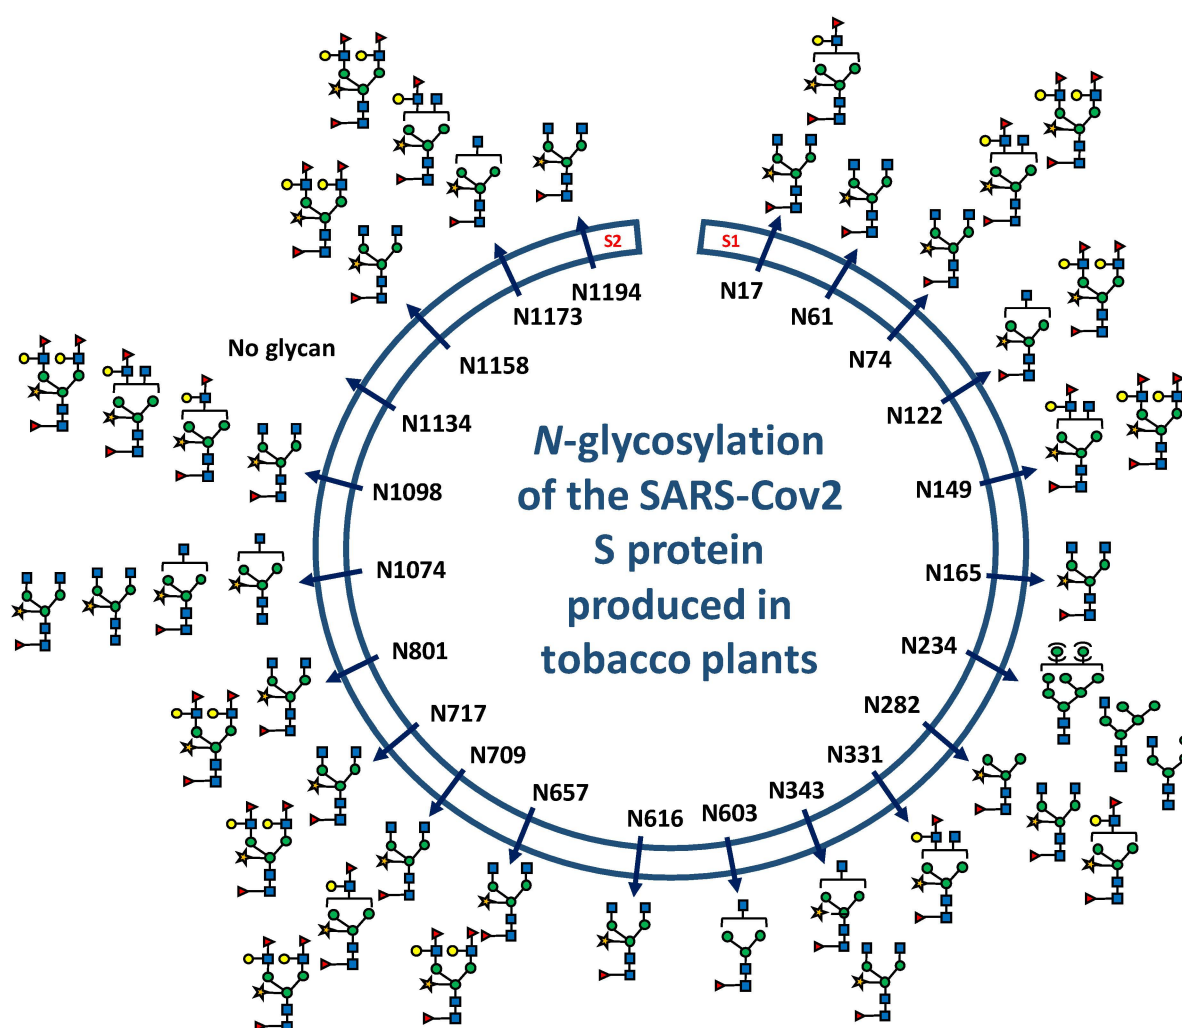 S2
S1
N17
N61
N74
N122
N149
N165
N234
N282
N331
N343
N603
N616
N657
N709
N717
N801
N1074
N1098
N1134
No glycan
N1158
N1173
N1194
N-glycosylation
of the SARS-Cov2
S protein
produced in
tobacco plants